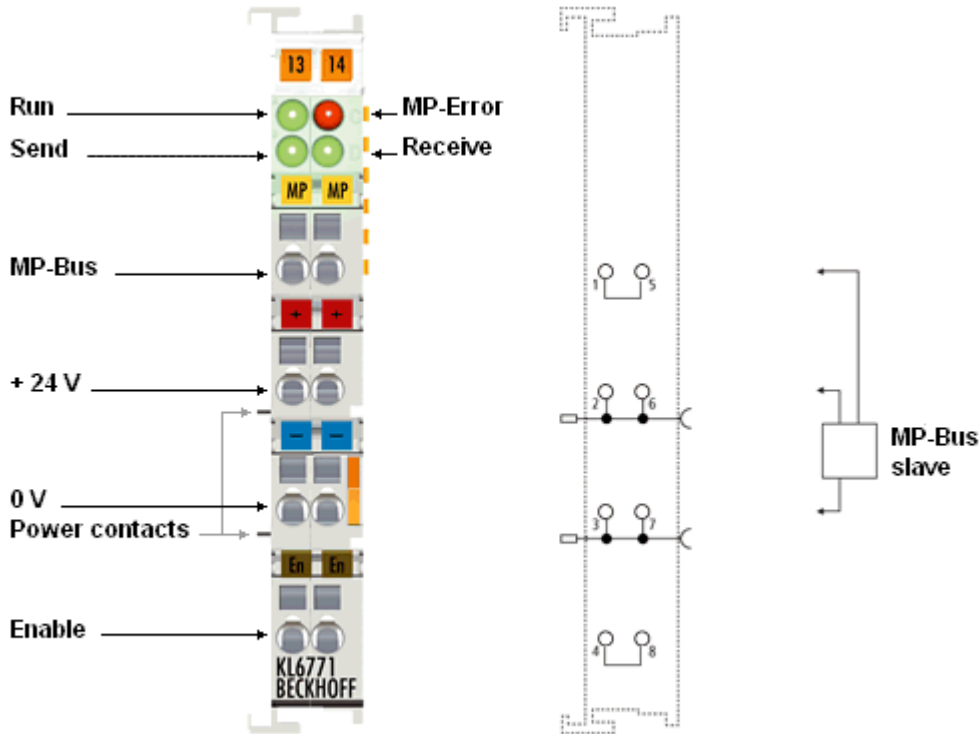 13 14
Run
MP-Error
Send
Receive
MP MP
MP-Bus
1 5
+ +
+ 24 V
2 6
- -
MP-Bus
slave
0 V
Power contacts
3 7
En En
Enable
4 8
KL6771
BECKHOFF